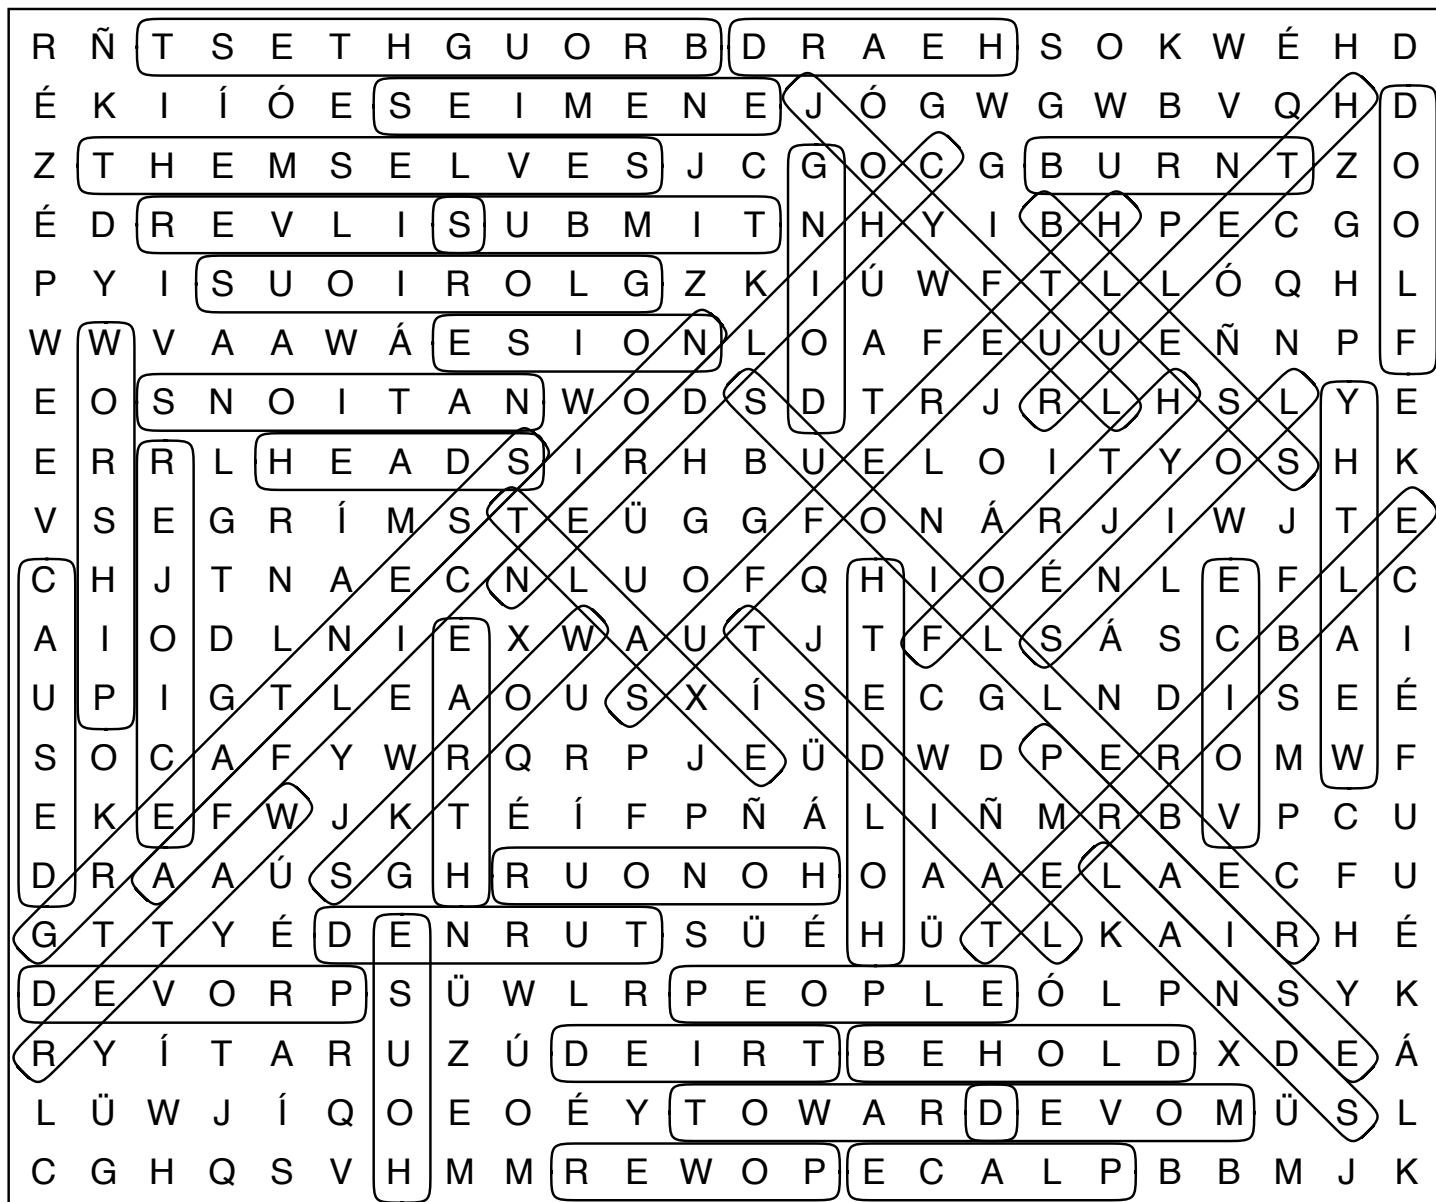 R Ñ T S E T H G U O R B D R A E H S O K W É H D
É K I Í Ó E S E I M E N E J Ó G W G W B V Q H D
Z T H E M S E L V E S J C G O C G B U R N T Z O
É D R E V L I S U B M I T N H Y I B H P E C G O
P Y I S U O I R O L G Z K I Ú W F T L L Ó Q H L
W W V A A W Á E S I O N L O A F E U U E Ñ N P F
E O S N O I T A N W O D S D T R J R L H S L Y E
E R R L H E A D S I R H B U E L O I T Y O S H K
V S E G R Í M S T E Ü G G F O N Á R J I W J T E
C H J T N A E C N L U O F Q H I O É N L E F L C
A I O D L N I E X W A U T J T F L S Á S C B A I
U P I G T L E A O U S X Í S E C G L N D I S E É
S O C A F Y W R Q R P J E Ü D W D P E R O M W F
E K E F W J K T É Í F P Ñ Á L I Ñ M R B V P C U
D R A A Ú S G H R U O N O H O A A E L A E C F U
G T T Y É D E N R U T S Ü É H Ü T L K A I R H É
D E V O R P S Ü W L R P E O P L E Ó L P N S Y K
R Y Í T A R U Z Ú D E I R T B E H O L D X D E Á
L Ü W J Í Q O E O É Y T O W A R D E V O M Ü S L
C G H Q S V H M M R E W O P E C A L P B B M J K